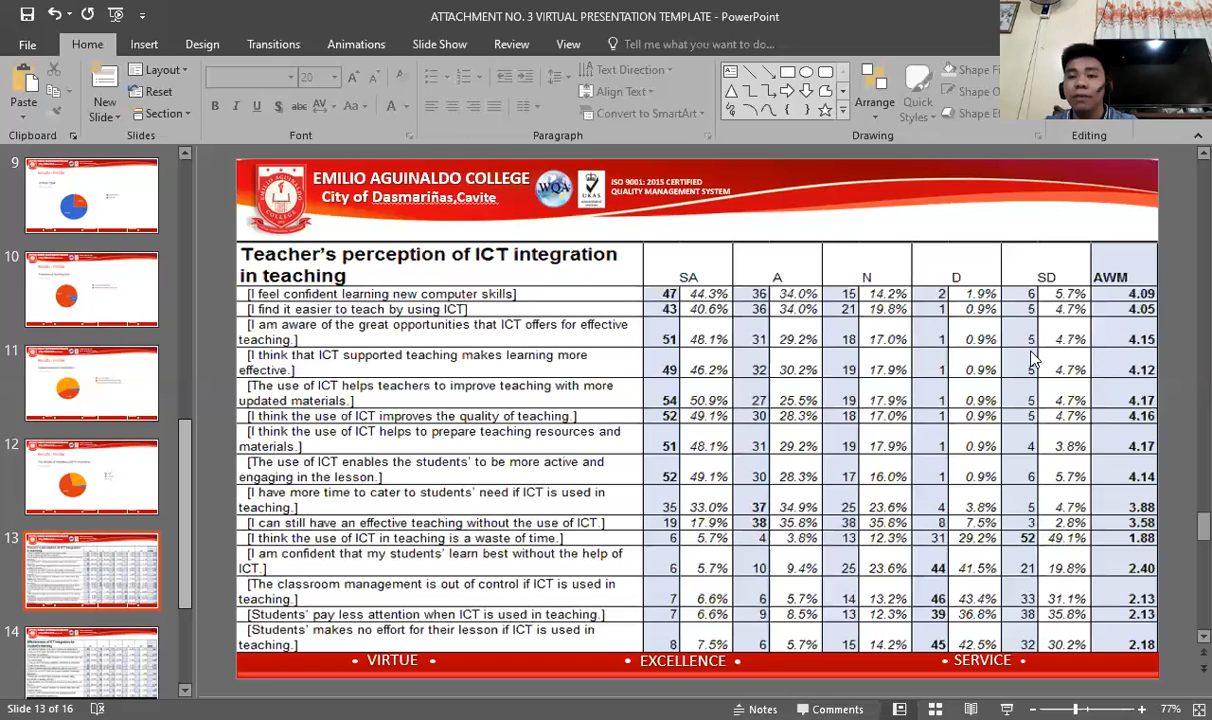 ATTACHMENT NO. 3 VIRTUAL PRESENTATION TEMPLATE - PowerPoint
File Home Insert Design Transitions Animations Slide Show Review View Tell me what you want to do...
Paste
New Slide
Layout
Reset
Section
20
B I U S abc AV Aa A
Text Direction
Align Text
Convert to SmartArt
Arrange
Quick Styles
Shape Fi
Shape O
Shape E
Clipboard Slides Font Paragraph Drawing Editing
9
10
11
12
13
14
EMILIO AGUINALDO COLLEGE
City of Dasmariñas,Cavite
WQA
UKAS
ISO 9001: 2015 CERTIFIED
QUALITY MANAGEMENT SYSTEM
Teacher's perception of ICT integration
in teaching SA A N D SD AWM
[I feel confident learning new computer skills] 47 44.3% 36 34.0% 15 14.2% 2 1.9% 6 5.7% 4.09
[I find it easier to teach by using ICT] 43 40.6% 36 34.0% 21 19.8% 1 0.9% 5 4.7% 4.05
[I am aware of the great opportunities that ICT offers for effective
teaching.] 51 48.1% 31 29.2% 18 17.0% 1 0.9% 5 4.7% 4.15
[I think that ICT supported teaching makes learning more
effective.] 49 46.2% 32 30.2% 19 17.9% 1 0.9% 5 4.7% 4.12
[The use of ICT helps teachers to improve teaching with more
updated materials.] 54 50.9% 27 25.5% 19 17.9% 1 0.9% 5 4.7% 4.17
[I think the use of ICT improves the quality of teaching.] 52 49.1% 30 28.3% 18 17.0% 1 0.9% 5 4.7% 4.16
[I think the use of ICT helps to prepare teaching resources and
materials.] 51 48.1% 31 29.2% 19 17.9% 1 0.9% 4 3.8% 4.17
[The use of ICT enables the students' to be more active and
engaging in the lesson.] 52 49.1% 30 28.3% 17 16.0% 1 0.9% 6 5.7% 4.14
[I have more time to cater to students' need if ICT is used in
teaching.] 35 33.0% 37 34.9% 25 23.6% 4 3.8% 5 4.7% 3.88
[I can still have an effective teaching without the use of ICT.] 19 17.9% 38 35.8% 38 35.8% 8 7.5% 3 2.8% 3.58
[I think the use of ICT in teaching is a waste of time.] 6 5.7% 4 3.8% 13 12.3% 31 29.2% 52 49.1% 1.88
[I am confident that my students' learn best without the help of
ICT.] 6 5.7% 10 9.4% 25 23.6% 44 41.5% 21 19.8% 2.40
[The classroom management is out of control if ICT is used in
teaching.] 7 6.6% 6 5.7% 14 13.2% 46 43.4% 33 31.1% 2.13
[Students' pay less attention when ICT is used in teaching.] 7 6.6% 9 8.5% 13 12.3% 39 36.8% 38 35.8% 2.13
[Students' makes no effort for their lesson if ICT is used in
teaching.] 8 7.5% 6 5.7% 15 14.2% 45 42.5% 32 30.2% 2.18
• VIRTUE • • EXCELLENCE • • SERVICE •
Slide 13 of 16 Notes Comments 77%